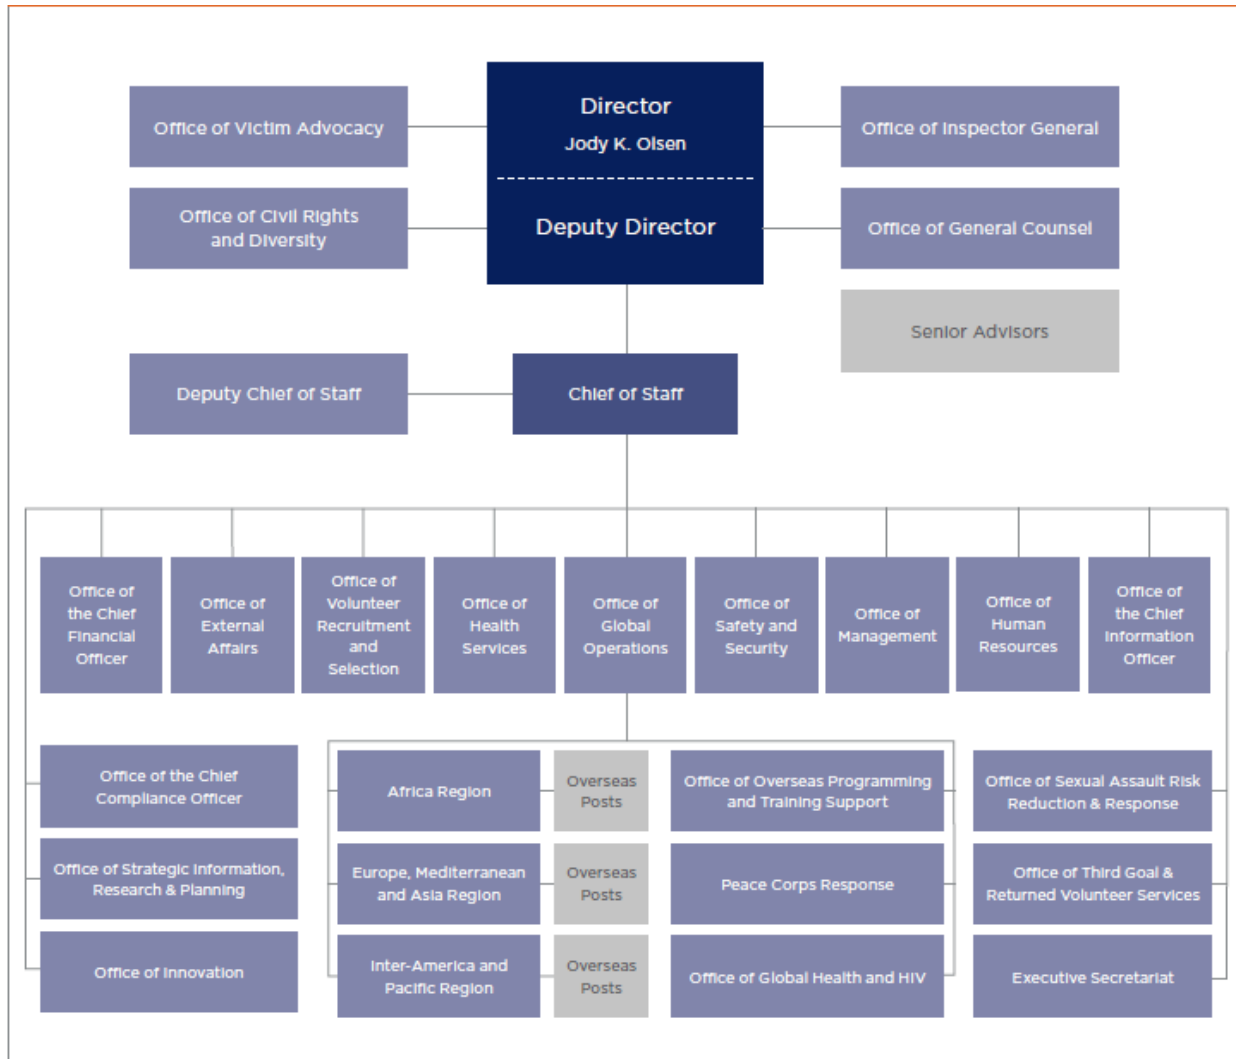 Director
Jody K. Olsen
Deputy Director
Office of Victim Advocacy
Office of Civil Rights
and Diversity
Office of Inspector General
Office of General Counsel
Senior Advisors
Deputy Chief of Staff
Chief of Staff
Office of
the Chief
Financial
Officer
Office of
External
Affairs
Office of
Volunteer
Recruitment
and
Selection
Office of
Health
Services
Office of
Global
Operations
Office of
Safety and
Security
Office of
Management
Office of
Human
Resources
Office of
the Chief
Information
Officer
Office of the Chief
Compliance Officer
Office of Strategic Information,
Research & Planning
Office of Innovation
Africa Region
Overseas
Posts
Europe, Mediterranean
and Asia Region
Overseas
Posts
Inter-America and
Pacific Region
Overseas
Posts
Office of Overseas Programming
and Training Support
Peace Corps Response
Office of Global Health and HIV
Office of Sexual Assault Risk
Reduction & Response
Office of Third Goal &
Returned Volunteer Services
Executive Secretariat